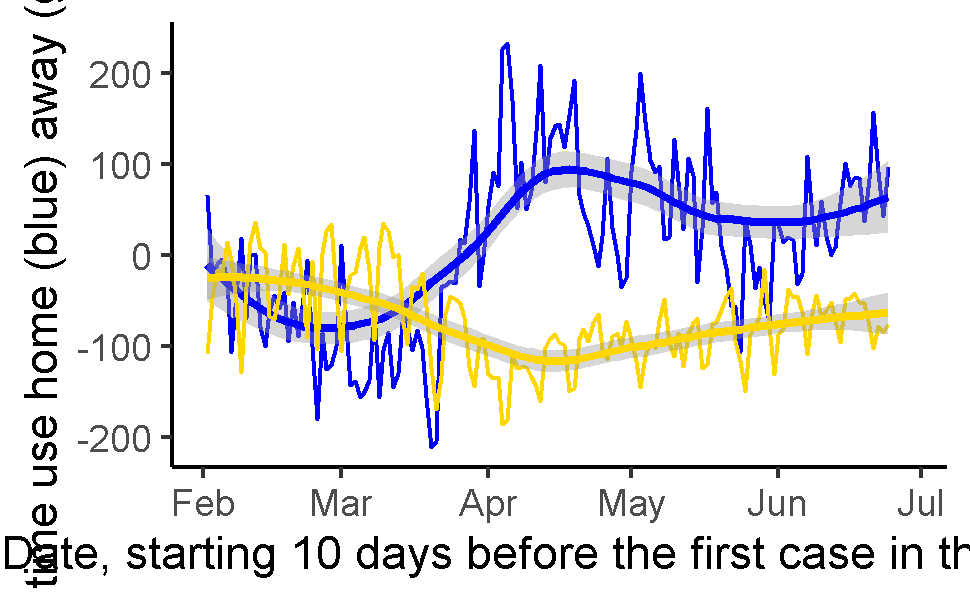 time use home (blue) away (
200
100
0
-100
-200
Feb Mar Apr May Jun Jul
Date, starting 10 days before the first case in th